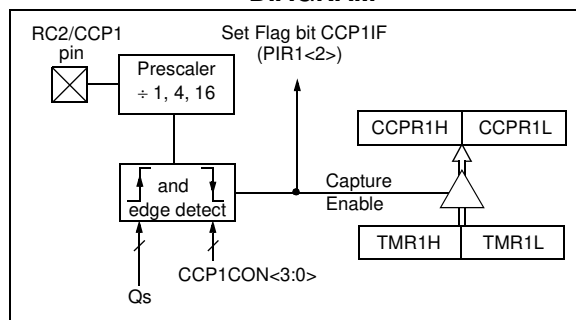 RC2/CCP1
pin
Set Flag bit CCP1IF
(PIR1<2>)
Prescaler
÷ 1, 4, 16
CCPR1H CCPR1L
and
edge detect
Capture
Enable
TMR1H TMR1L
CCP1CON<3:0>
Qs